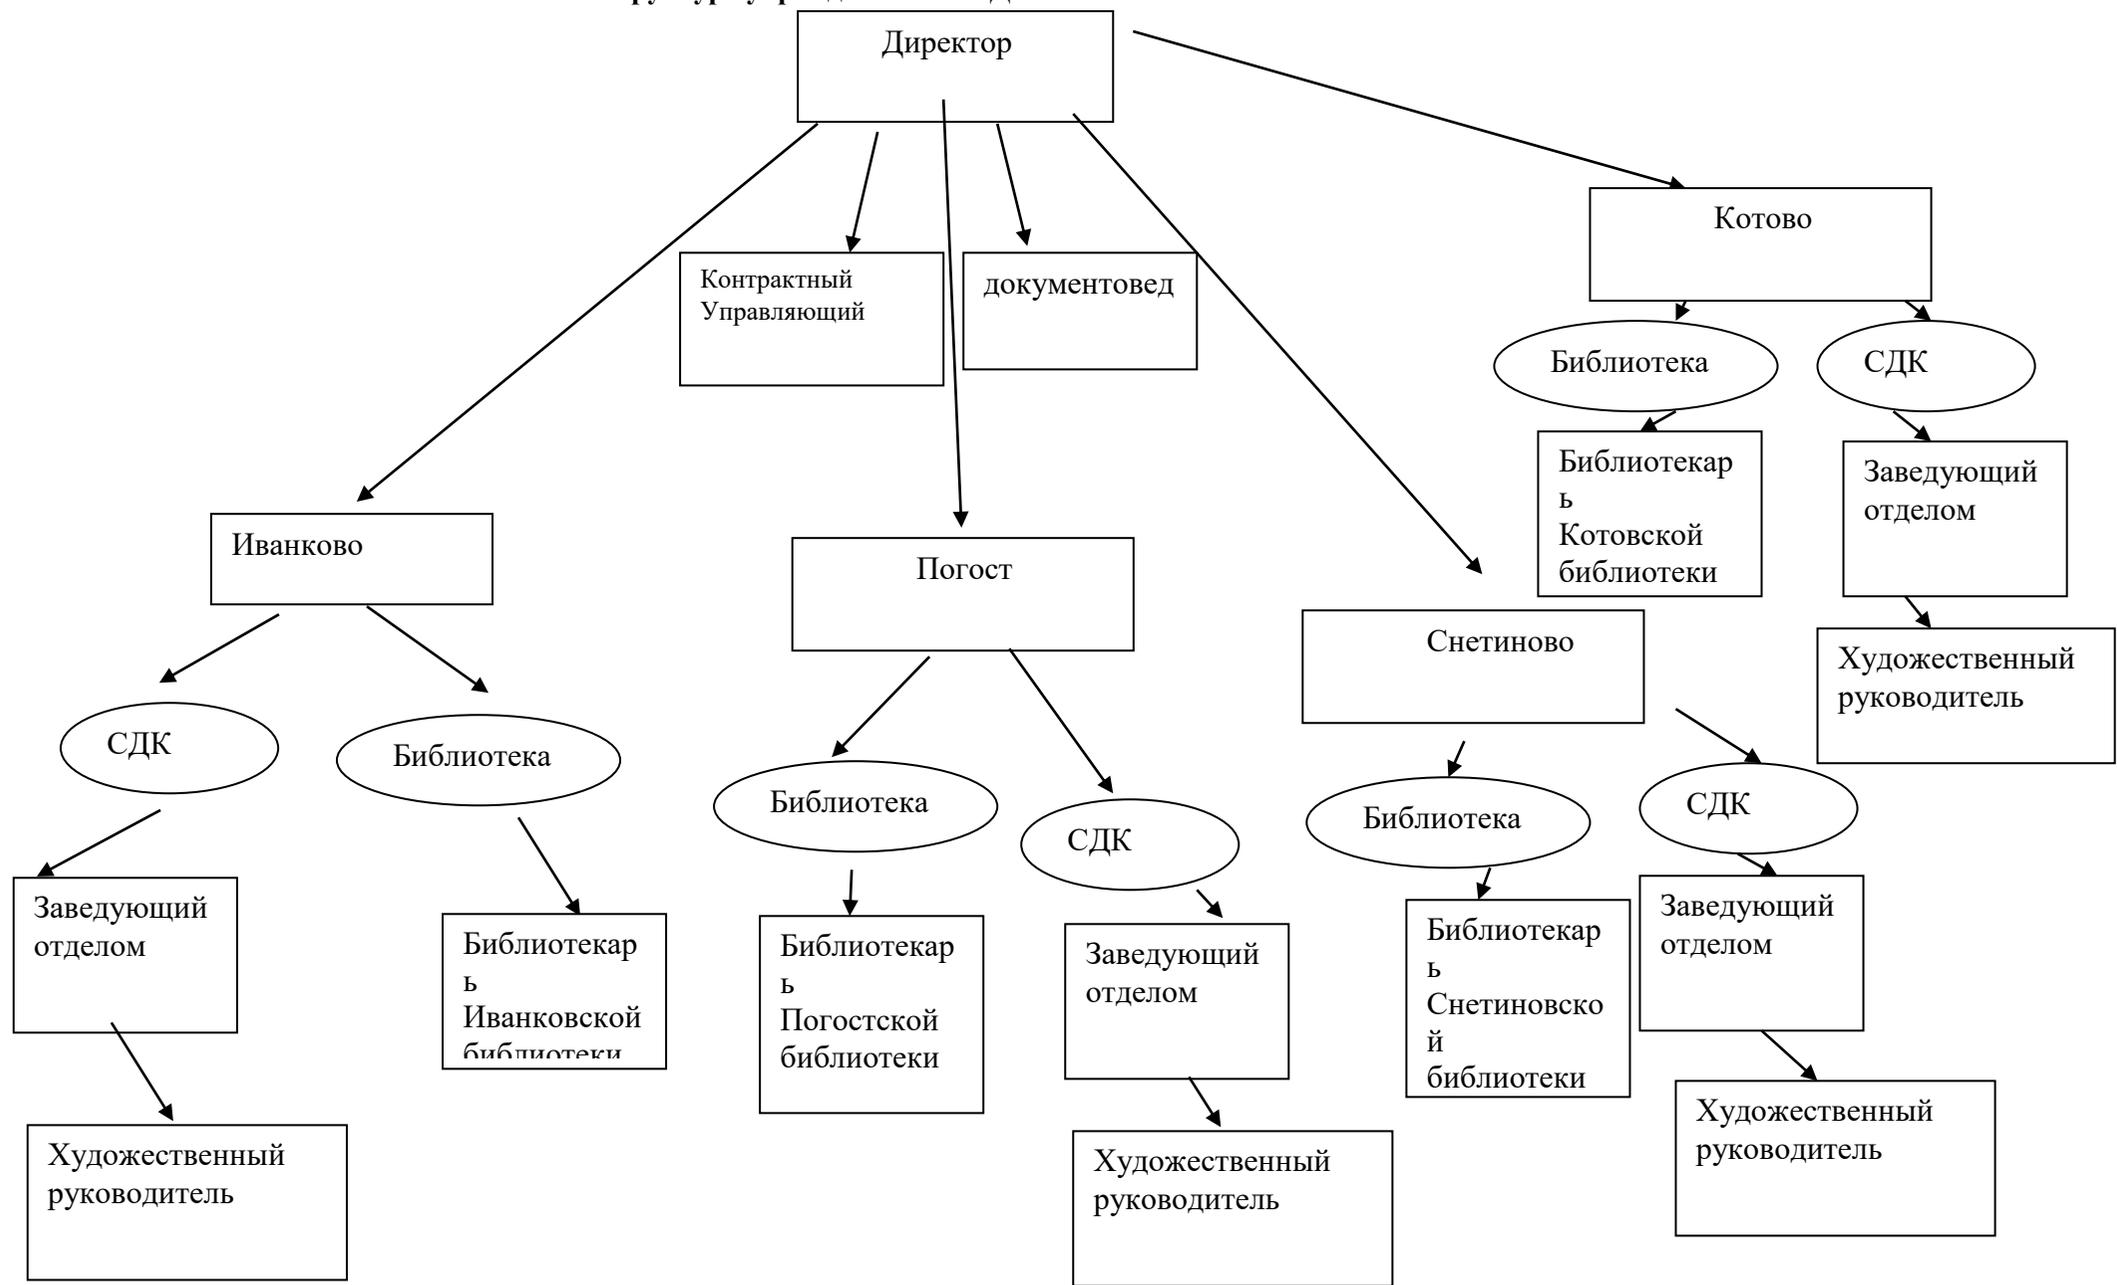 Директор
Котово
Контрактный
Управляющий
документовед
Библиотека
СДК
Библиотекар
ь
Котовской
библиотеки
Заведующий
отделом
Иванково
Погост
Снетиново
Художественный
руководитель
СДК
Библиотека
Библиотека
СДК
Библиотека
СДК
Заведующий
отделом
Библиотекар
ь
Иванковской
библиотеки
Библиотекар
ь
Погостской
библиотеки
Заведующий
отделом
Библиотекар
ь
Снетиновско
й
библиотеки
Заведующий
отделом
Художественный
руководитель
Художественный
руководитель
Художественный
руководитель